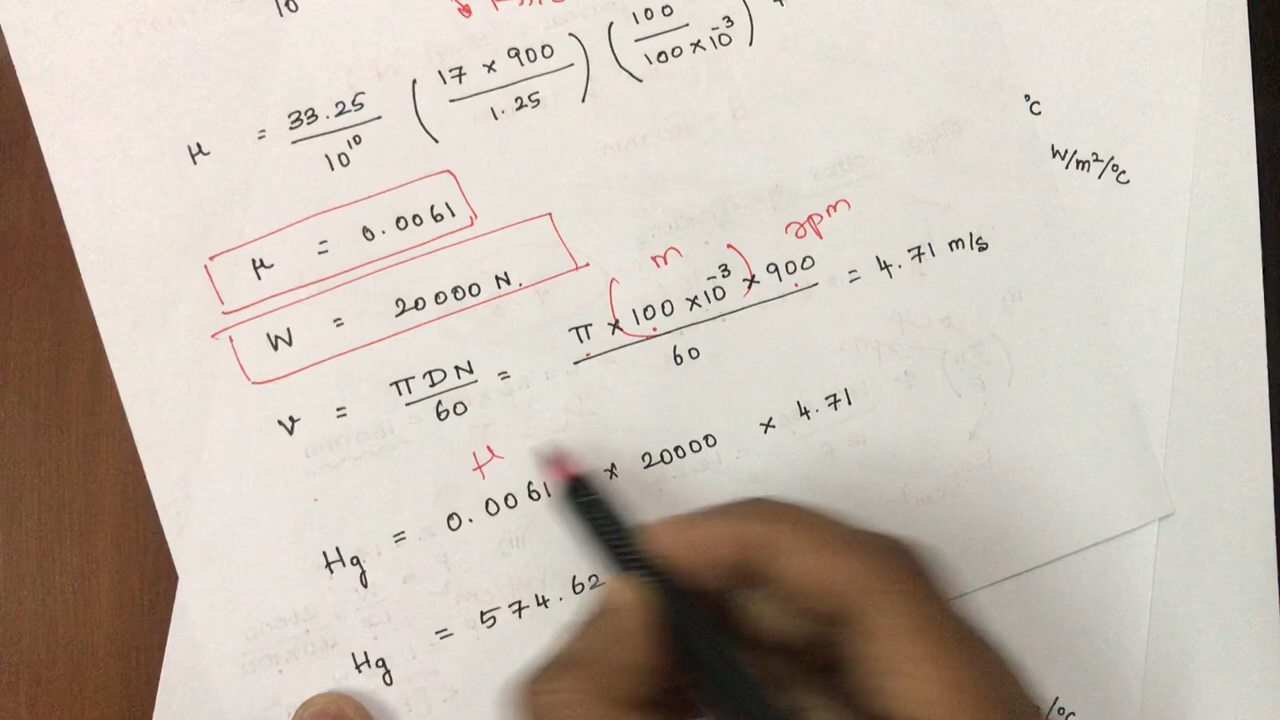 10
μ = 33.25 / 10^10 ( 17 × 900 / 1.25 ) ( 100 / 100 × 10^-3 )
°C
W/m²/°C
μ = 0.0061
W = 20000 N.
m rpm
v = πDN / 60 = π × (100 × 10^-3) × 900 / 60 = 4.71 m/s
μ
Hg = 0.0061 × 20000 × 4.71
Hg = 574.62
/°C